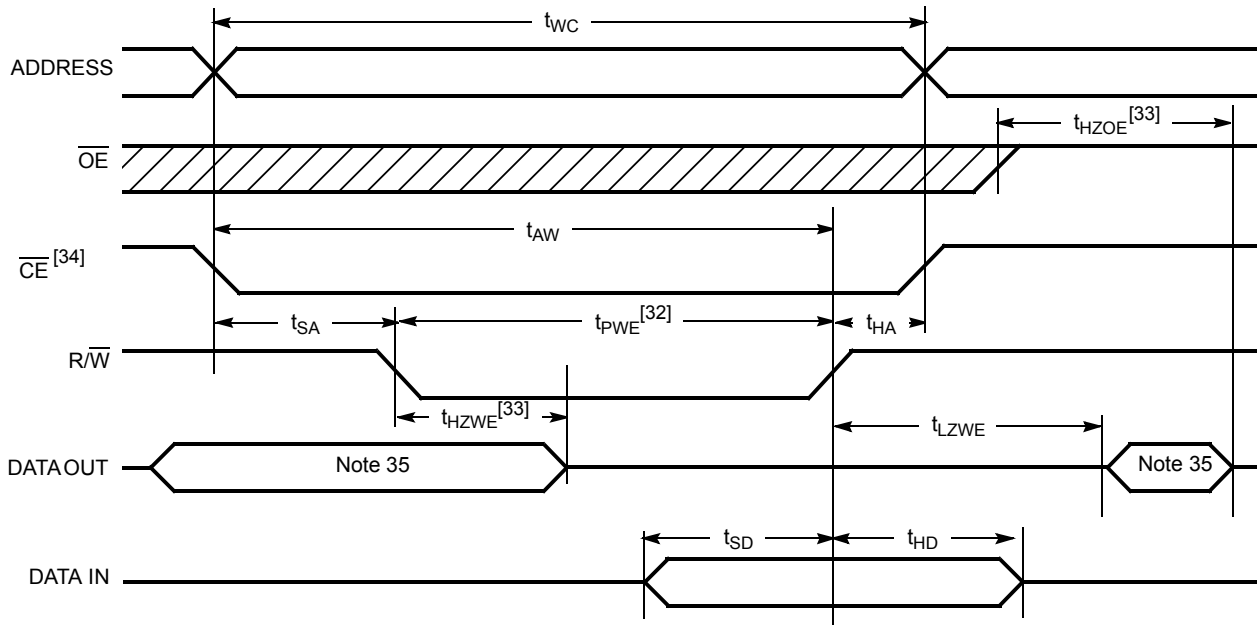 tWC
ADDRESS
tHZOE[33]
OE
tAW
CE [34]
tSA tPWE[32] tHA
R/W
tHZWE[33]
tLZWE
DATA OUT Note 35 Note 35
tSD tHD
DATA IN